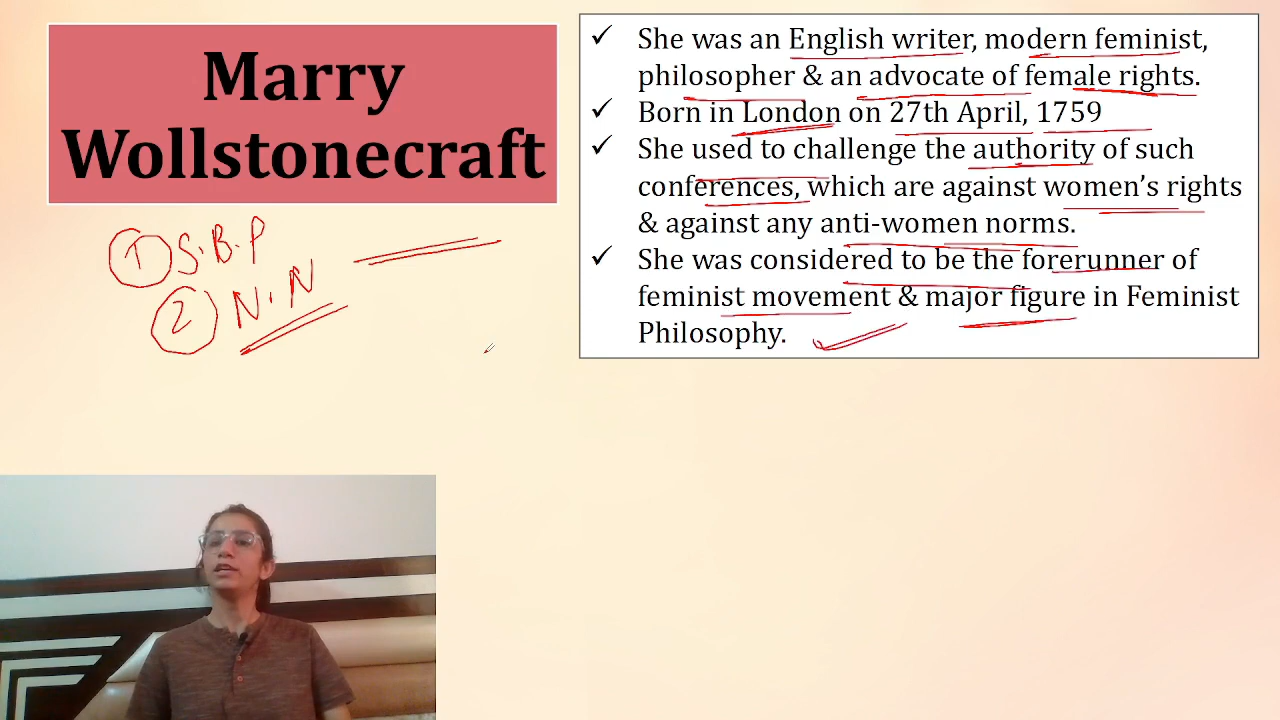 Marry
Wollstonecraft
① S.B.P
② N.N
✓ She was an English writer, modern feminist,
philosopher & an advocate of female rights.
✓ Born in London on 27th April, 1759
✓ She used to challenge the authority of such
conferences, which are against women’s rights
& against any anti-women norms.
✓ She was considered to be the forerunner of
feminist movement & major figure in Feminist
Philosophy.